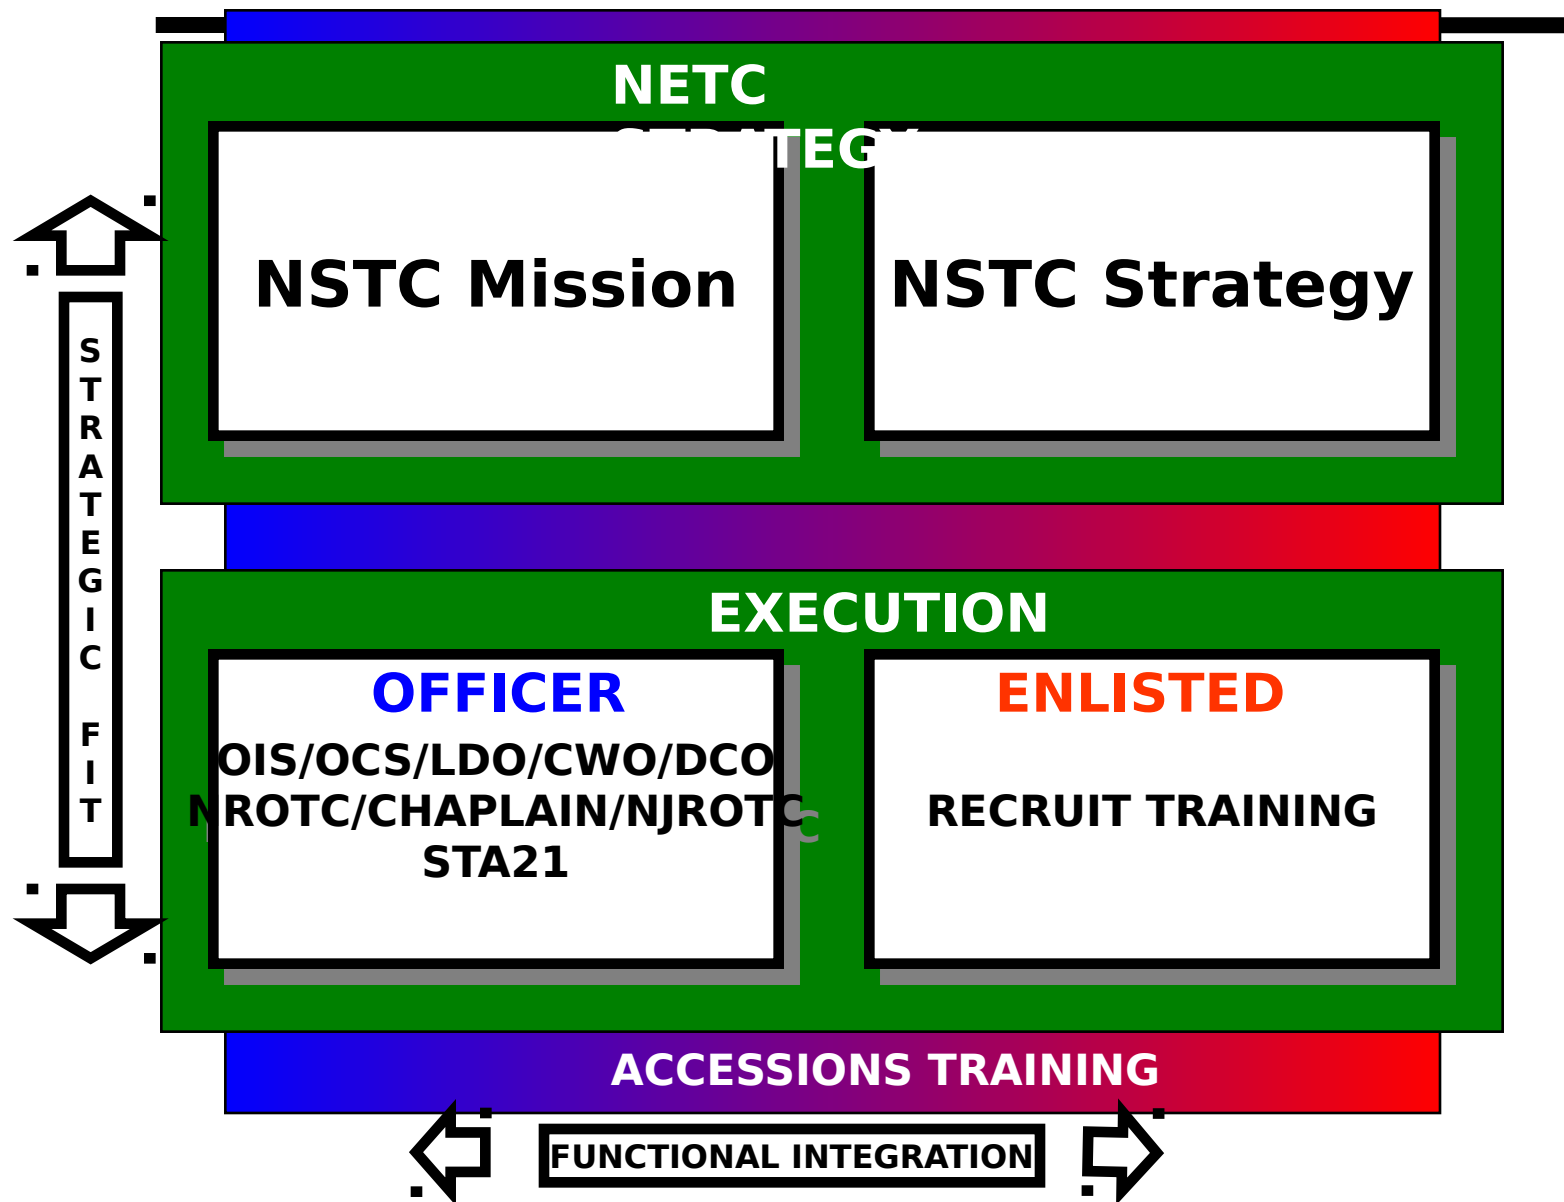 NETC
STRATEGY
NSTC Mission
NSTC Strategy
STRATEGIC FIT
EXECUTION
OFFICER
OIS/OCS/LDO/CWO/DCO
NROTC/CHAPLAIN/NJROTC
STA21
ENLISTED
RECRUIT TRAINING
ACCESSIONS TRAINING
FUNCTIONAL INTEGRATION